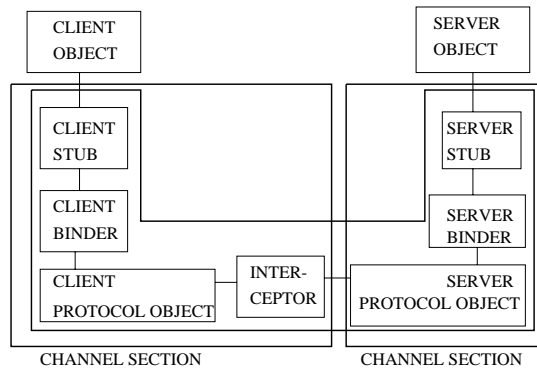 CLIENT
OBJECT
SERVER
OBJECT
CLIENT
STUB
SERVER
STUB
CLIENT
BINDER
SERVER
BINDER
CLIENT
PROTOCOL OBJECT
INTER-
CEPTOR
SERVER
PROTOCOL OBJECT
CHANNEL SECTION
CHANNEL SECTION